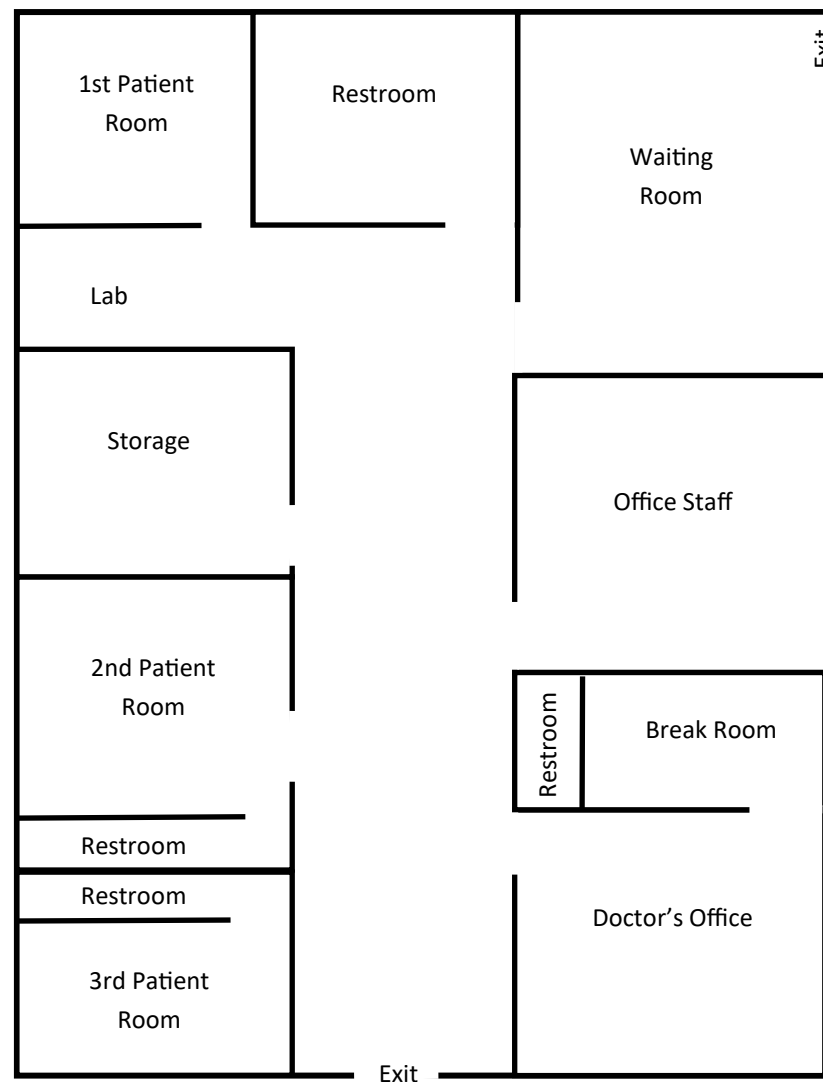 1st Patient
Room
Restroom
Waiting
Room
Exit
Lab
Storage
Office Staff
2nd Patient
Room
Restroom
Break Room
Restroom
Restroom
Doctor’s Office
3rd Patient
Room
Exit